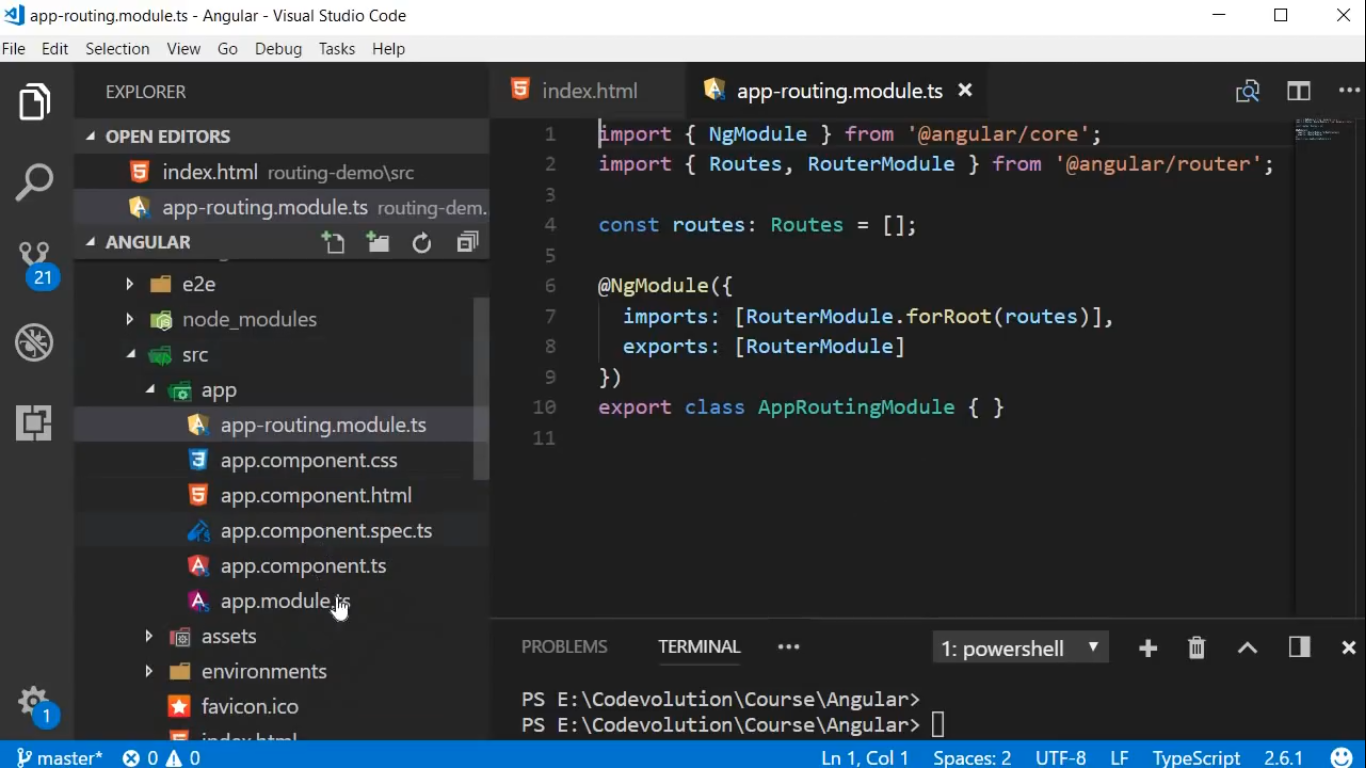 app-routing.module.ts - Angular - Visual Studio Code
File Edit Selection View Go Debug Tasks Help
EXPLORER
OPEN EDITORS
index.html routing-demo\src
app-routing.module.ts routing-dem.
ANGULAR
e2e
node_modules
src
app
app-routing.module.ts
app.component.css
app.component.html
app.component.spec.ts
app.component.ts
app.module.ts
assets
environments
favicon.ico
index.html
21
1
index.html app-routing.module.ts
1 import { NgModule } from '@angular/core';
2 import { Routes, RouterModule } from '@angular/router';
3
4 const routes: Routes = [];
5
6 @NgModule({
7 imports: [RouterModule.forRoot(routes)],
8 exports: [RouterModule]
9 })
10 export class AppRoutingModule { }
11
PROBLEMS TERMINAL ••• 1: powershell
PS E:\Codevolution\Course\Angular>
PS E:\Codevolution\Course\Angular>
master* 0 0 Ln 1, Col 1 Spaces: 2 UTF-8 LF TypeScript 2.6.1